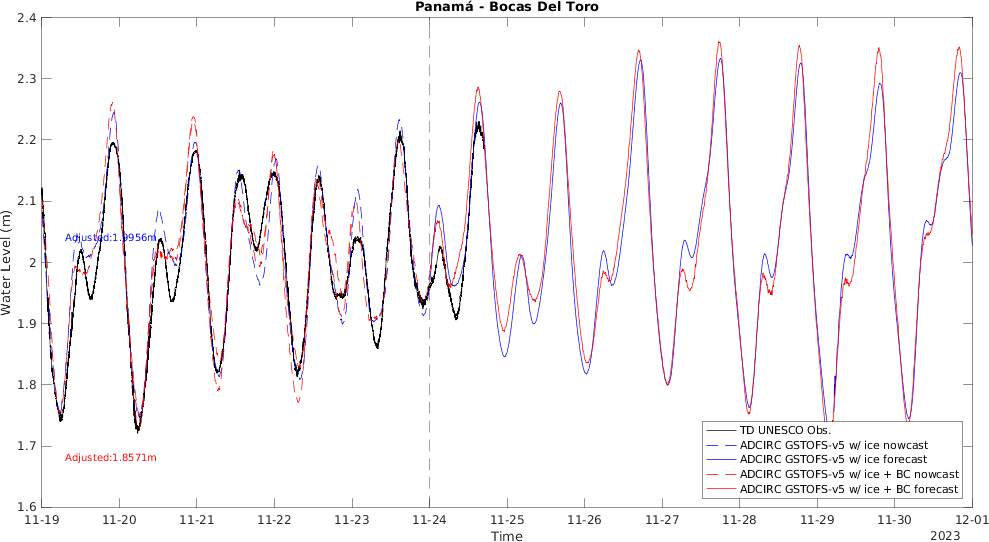 Panamá - Bocas Del Toro
Water Level (m)
2.4
2.3
2.2
2.1
2
1.9
1.8
1.7
1.6
Adjusted:1.9956m
Adjusted:1.8571m
TD UNESCO Obs.
ADCIRC GSTOFS-v5 w/ ice nowcast
ADCIRC GSTOFS-v5 w/ ice forecast
ADCIRC GSTOFS-v5 w/ ice + BC nowcast
ADCIRC GSTOFS-v5 w/ ice + BC forecast
11-19 11-20 11-21 11-22 11-23 11-24 11-25 11-26 11-27 11-28 11-29 11-30 12-01
Time
2023